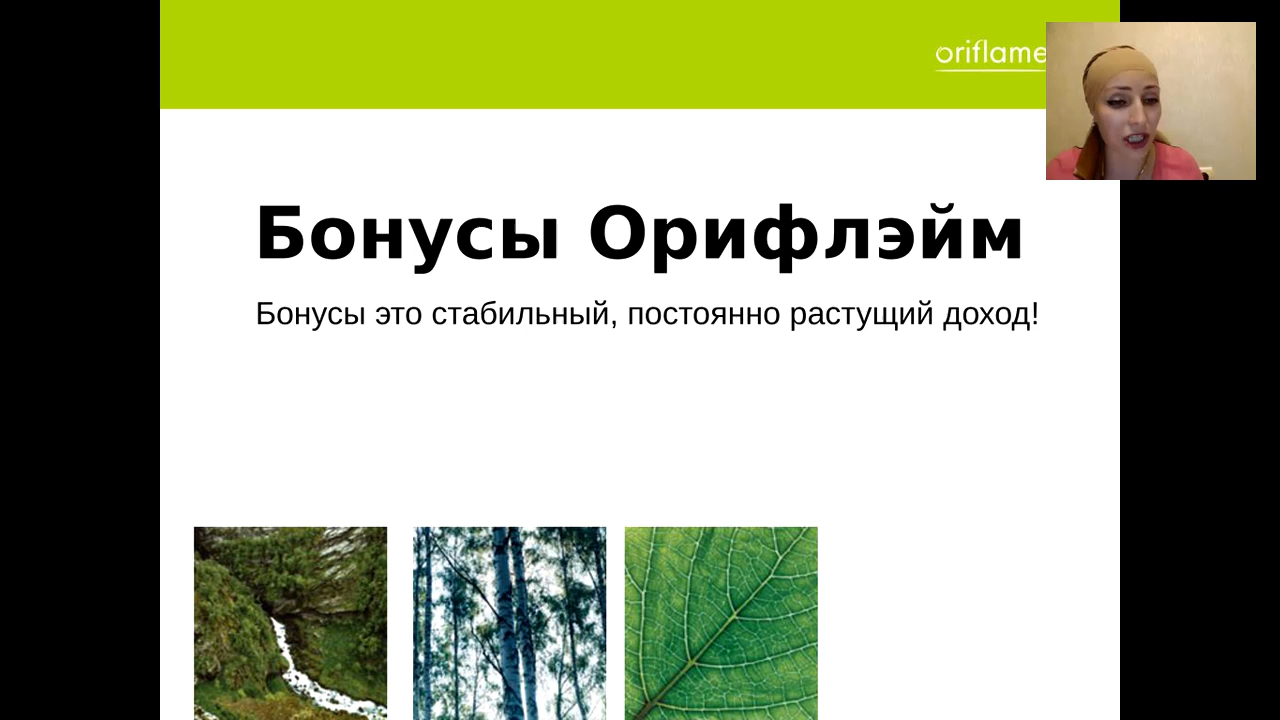 oriflame
Бонусы Орифлэйм
Бонусы это стабильный, постоянно растущий доход!